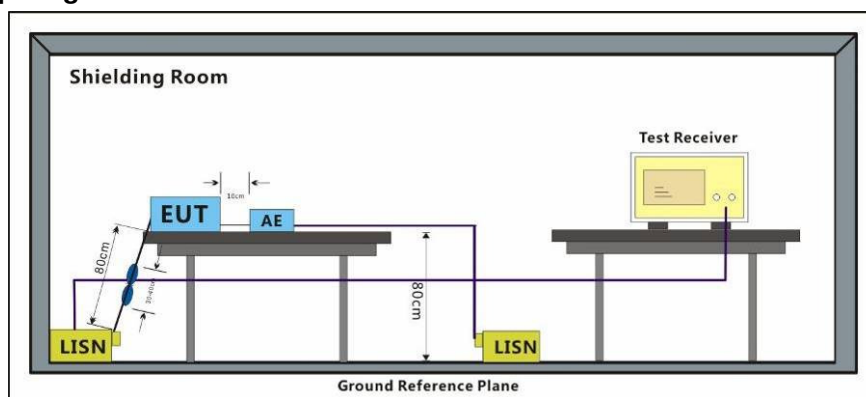 Shielding Room
Test Receiver
10cm
EUT
AE
80cm
80cm
LISN
LISN
Ground Reference Plane